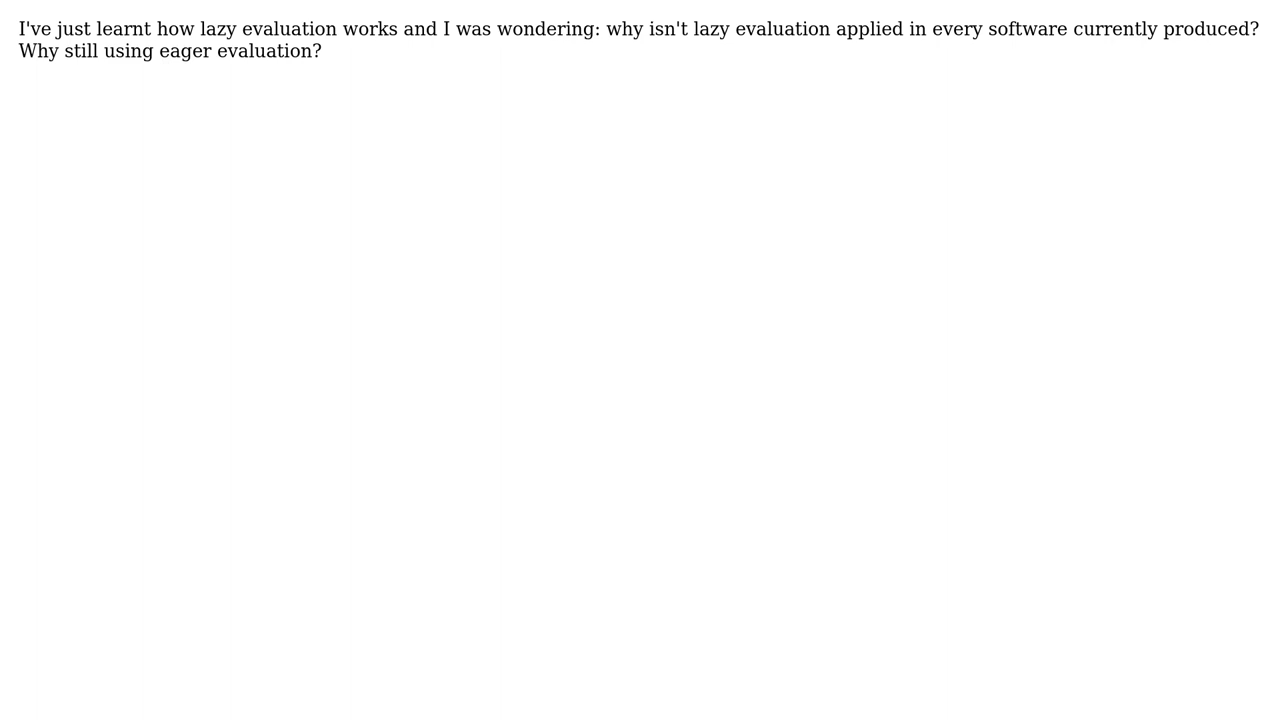 I've just learnt how lazy evaluation works and I was wondering: why isn't lazy evaluation applied in every software currently produced?
Why still using eager evaluation?